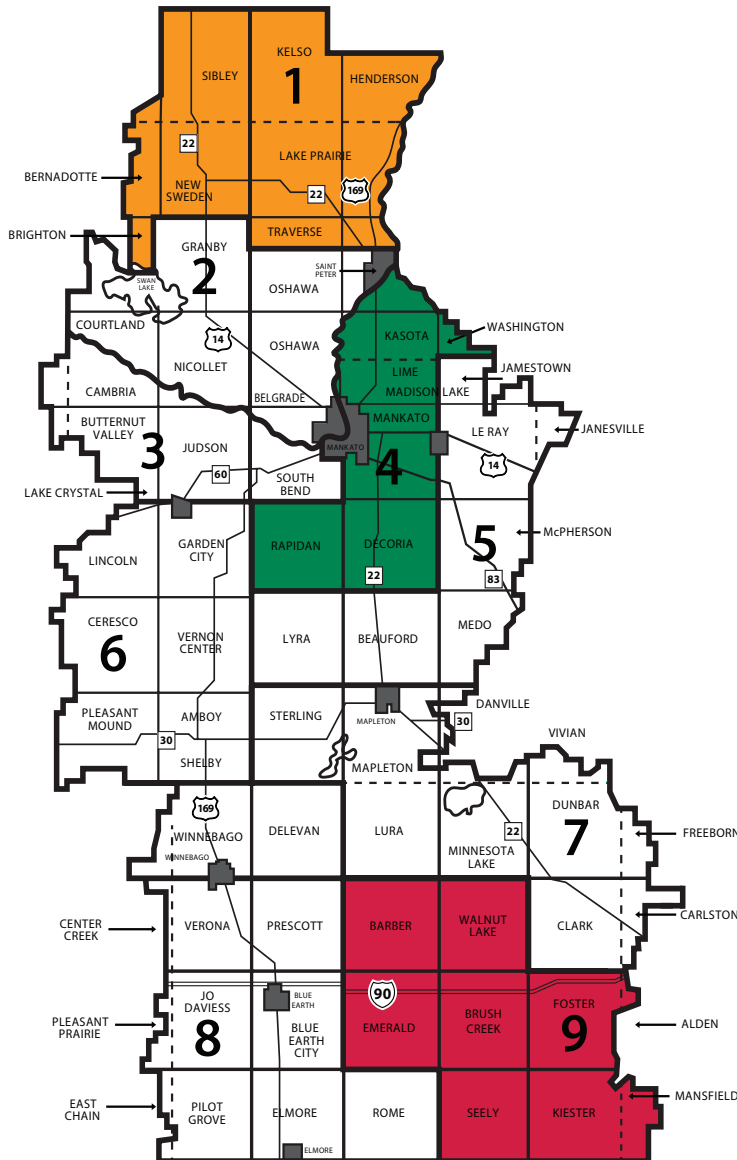 KELSO
SIBLEY
1
HENDERSON
22
LAKE PRAIRIE
BERNADOTTE
NEW
SWEDEN
22
169
BRIGHTON
TRAVERSE
GRANBY
2
SAINT
PETER
SWAN
LAKE
OSHAWA
COURTLAND
WASHINGTON
KASOTA
14
OSHAWA
NICOLLET
LIME
JAMESTOWN
CAMBRIA
BELGRADE
MADISON LAKE
BUTTERNUT
VALLEY
MANKATO
LE RAY
JANESVILLE
3
JUDSON
MANKATO
4
14
60
SOUTH
BEND
LAKE CRYSTAL
LINCOLN
GARDEN
CITY
RAPIDAN
DECORIA
5
McPHERSON
22
83
CERESCO
6
VERNON
CENTER
LYRA
BEAUFORD
MEDO
PLEASANT
MOUND
AMBOY
STERLING
MAPLETON
DANVILLE
30
30
VIVIAN
SHELBY
MAPLETON
169
WINNEBAGO
DELEVAN
LURA
DUNBAR
22
7
FREEBORN
MINNESOTA
LAKE
WINNEBAGO
CENTER
CREEK
VERONA
PRESCOTT
BARBER
WALNUT
LAKE
CLARK
CARLSTON
90
JO
DAVIESS
BLUE
EARTH
PLEASANT
PRAIRIE
8
BLUE
EARTH
CITY
EMERALD
BRUSH
CREEK
FOSTER
9
ALDEN
EAST
CHAIN
PILOT
GROVE
ELMORE
ROME
SEELY
KIESTER
MANSFIELD
ELMORE